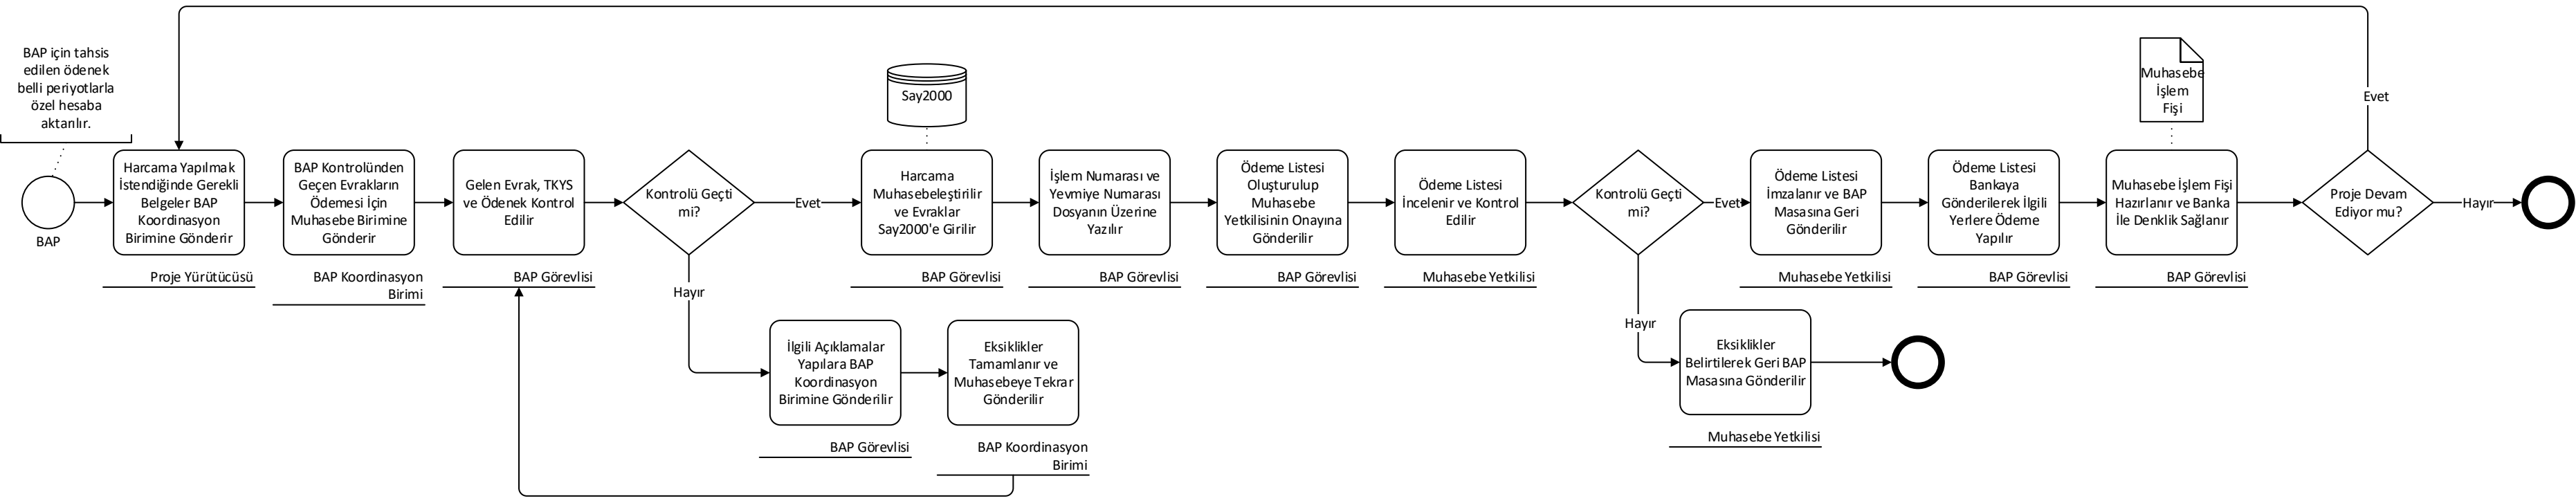 BAP için tahsis
edilen ödenek
belli periyotlarla
özel hesaba
aktarılır.
BAP
Harcama Yapılmak
İstendiğinde Gerekli
Belgeler BAP
Koordinasyon
Birimine Gönderir
Proje Yürütücüsü
BAP Kontrolünden
Geçen Evrakların
Ödemesi İçin
Muhasebe Birimine
Gönderir
BAP Koordinasyon
Birimi
Gelen Evrak, TKYS
ve Ödenek Kontrol
Edilir
BAP Görevlisi
Kontrolü Geçti
mi?
Evet
Hayır
İlgili Açıklamalar
Yapılara BAP
Koordinasyon
Birimine Gönderilir
BAP Görevlisi
Eksiklikler
Tamamlanır ve
Muhasebeye Tekrar
Gönderilir
BAP Koordinasyon
Birimi
Say2000
Harcama
Muhasebeleştirilir
ve Evraklar
Say2000'e Girilir
BAP Görevlisi
İşlem Numarası ve
Yevmiye Numarası
Dosyanın Üzerine
Yazılır
BAP Görevlisi
Ödeme Listesi
Oluşturulup
Muhasebe
Yetkilisinin Onayına
Gönderilir
BAP Görevlisi
Ödeme Listesi
İncelenir ve Kontrol
Edilir
Muhasebe Yetkilisi
Kontrolü Geçti
mi?
Evet
Hayır
Eksiklikler
Belirtilerek Geri BAP
Masasına Gönderilir
Muhasebe Yetkilisi
Ödeme Listesi
İmzalanır ve BAP
Masasına Geri
Gönderilir
Muhasebe Yetkilisi
Ödeme Listesi
Bankaya
Gönderilerek İlgili
Yerlere Ödeme
Yapılır
BAP Görevlisi
Muhasebe
İşlem
Fişi
Muhasebe İşlem Fişi
Hazırlanır ve Banka
İle Denklik Sağlanır
BAP Görevlisi
Proje Devam
Ediyor mu?
Evet
Hayır